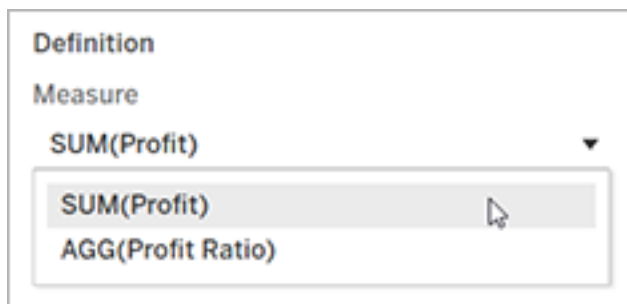 Definition
Measure
SUM(Profit)
SUM(Profit)
AGG(Profit Ratio)